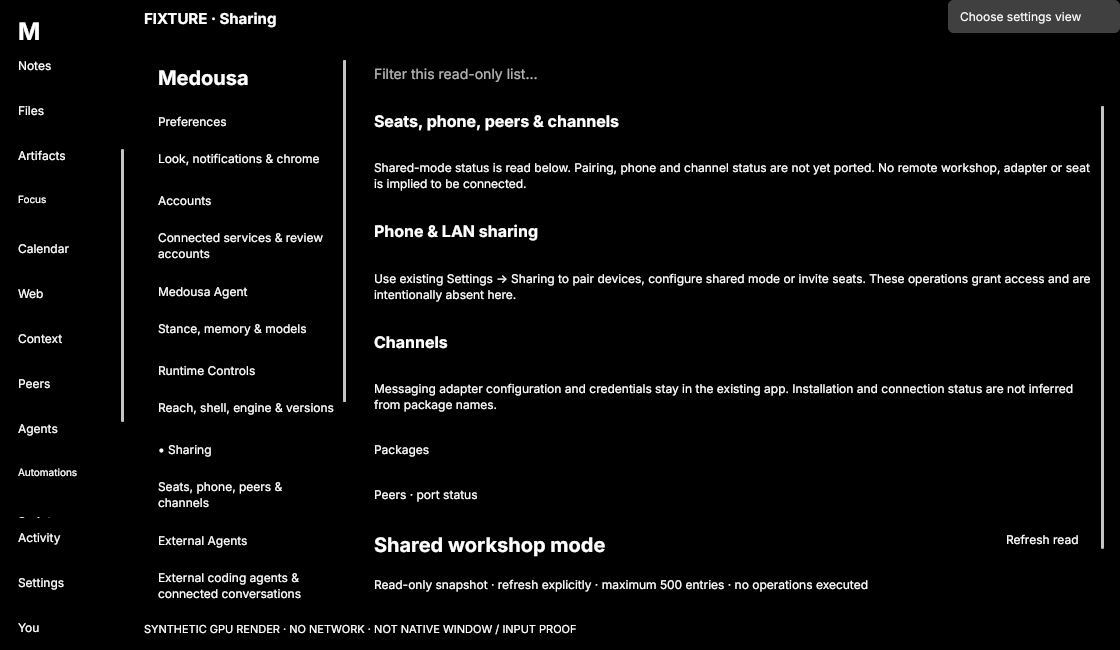 M
Notes
Files
Artifacts
Focus
Calendar
Web
Context
Peers
Agents
Automations
Activity
Settings
You
FIXTURE · Sharing
Choose settings view
Medousa
Preferences
Look, notifications & chrome
Accounts
Connected services & review
accounts
Medousa Agent
Stance, memory & models
Runtime Controls
Reach, shell, engine & versions
• Sharing
Seats, phone, peers &
channels
External Agents
External coding agents &
connected conversations
Filter this read-only list...
Seats, phone, peers & channels
Shared-mode status is read below. Pairing, phone and channel status are not yet ported. No remote workshop, adapter or seat
is implied to be connected.
Phone & LAN sharing
Use existing Settings → Sharing to pair devices, configure shared mode or invite seats. These operations grant access and are
intentionally absent here.
Channels
Messaging adapter configuration and credentials stay in the existing app. Installation and connection status are not inferred
from package names.
Packages
Peers · port status
Shared workshop mode
Refresh read
Read-only snapshot · refresh explicitly · maximum 500 entries · no operations executed
SYNTHETIC GPU RENDER · NO NETWORK · NOT NATIVE WINDOW / INPUT PROOF